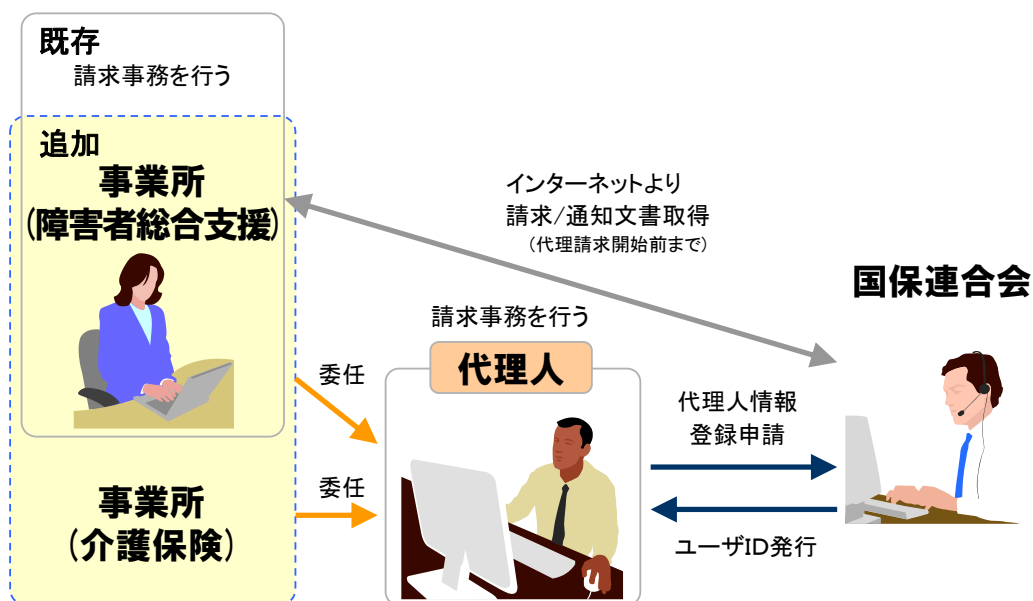 既存
請求事務を行う
追加
事業所
(障害者総合支援)
インターネットより
請求/通知文書取得
(代理請求開始前まで)
国保連合会
請求事務を行う
代理人
委任
代理人情報
登録申請
委任
事業所
(介護保険)
ユーザID発行